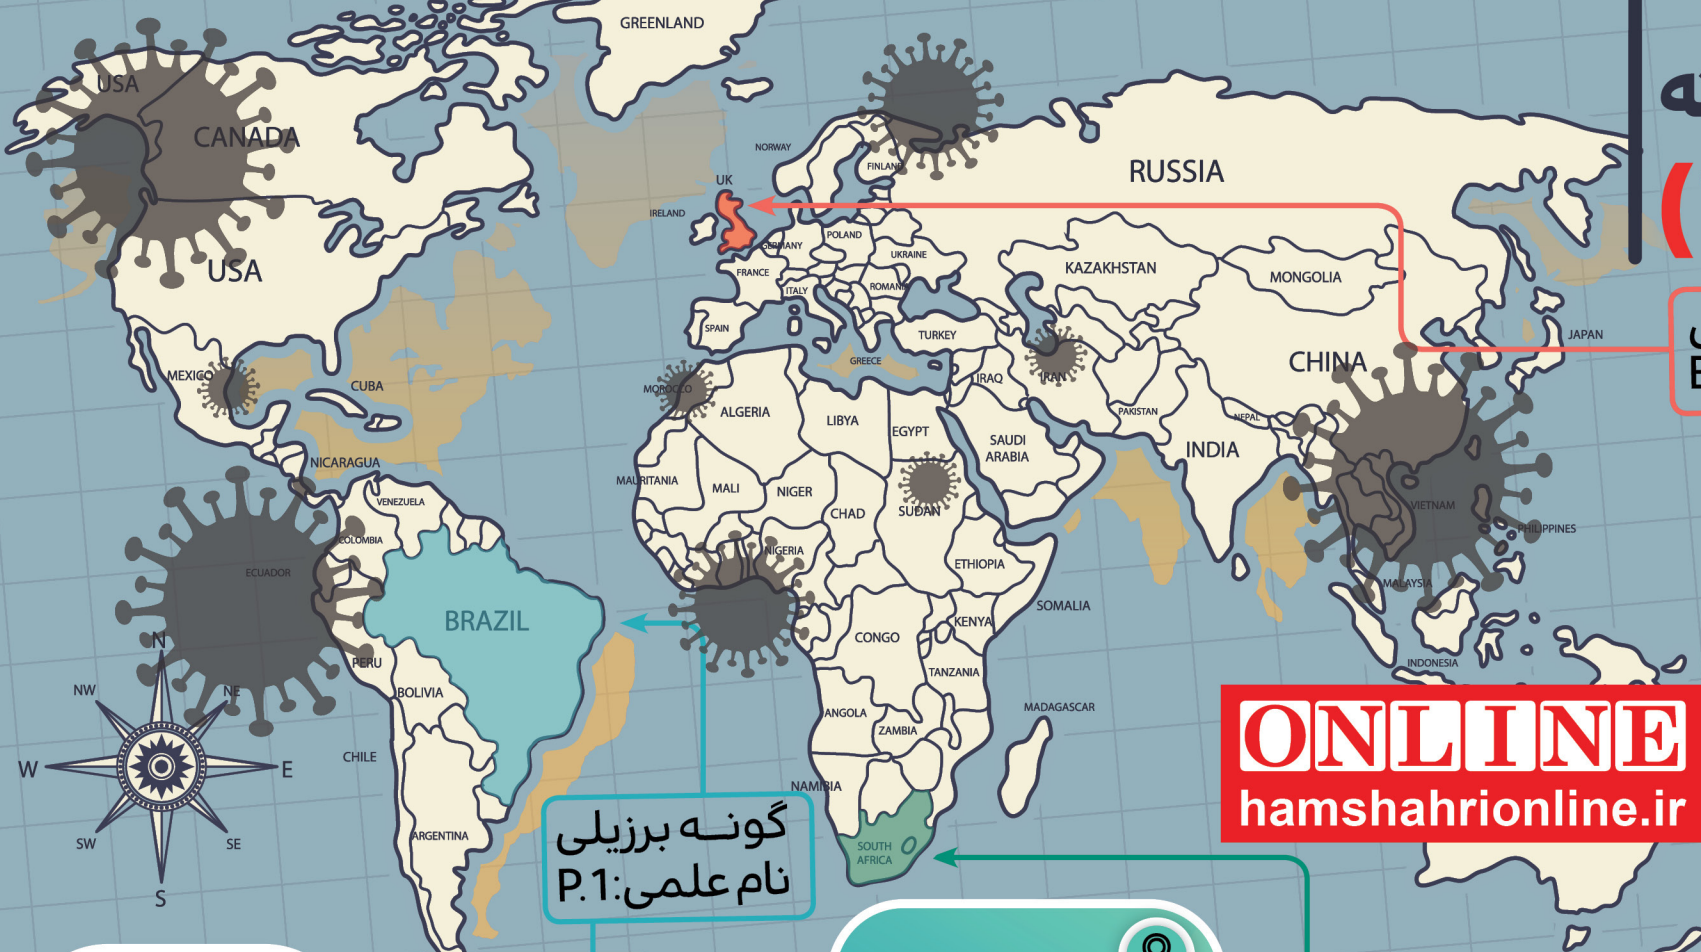 GREENLAND
USA
CANADA
USA
MEXICO
CUBA
NICARAGUA
VENEZUELA
COLOMBIA
ECUADOR
BRAZIL
PERU
BOLIVIA
CHILE
ARGENTINA
N
NW
NE
W
E
SW
SE
S
NORWAY
FINLAND
RUSSIA
UK
IRELAND
GERMANY
POLAND
UKRAINE
FRANCE
ITALY
ROMANIA
SPAIN
TURKEY
GREECE
KAZAKHSTAN
MONGOLIA
CHINA
JAPAN
IRAQ
IRAN
PAKISTAN
NEPAL
INDIA
SAUDI
ARABIA
VIETNAM
PHILIPPINES
MALAYSIA
INDONESIA
MOROCCO
ALGERIA
LIBYA
EGYPT
MAURITANIA
MALI
NIGER
CHAD
SUDAN
NIGERIA
ETHIOPIA
SOMALIA
CONGO
KENYA
TANZANIA
ANGOLA
ZAMBIA
MADAGASCAR
NAMIBIA
SOUTH
AFRICA
گونه برزیلی
نام علمی: P.1
ONLINE
hamshahrionline.ir